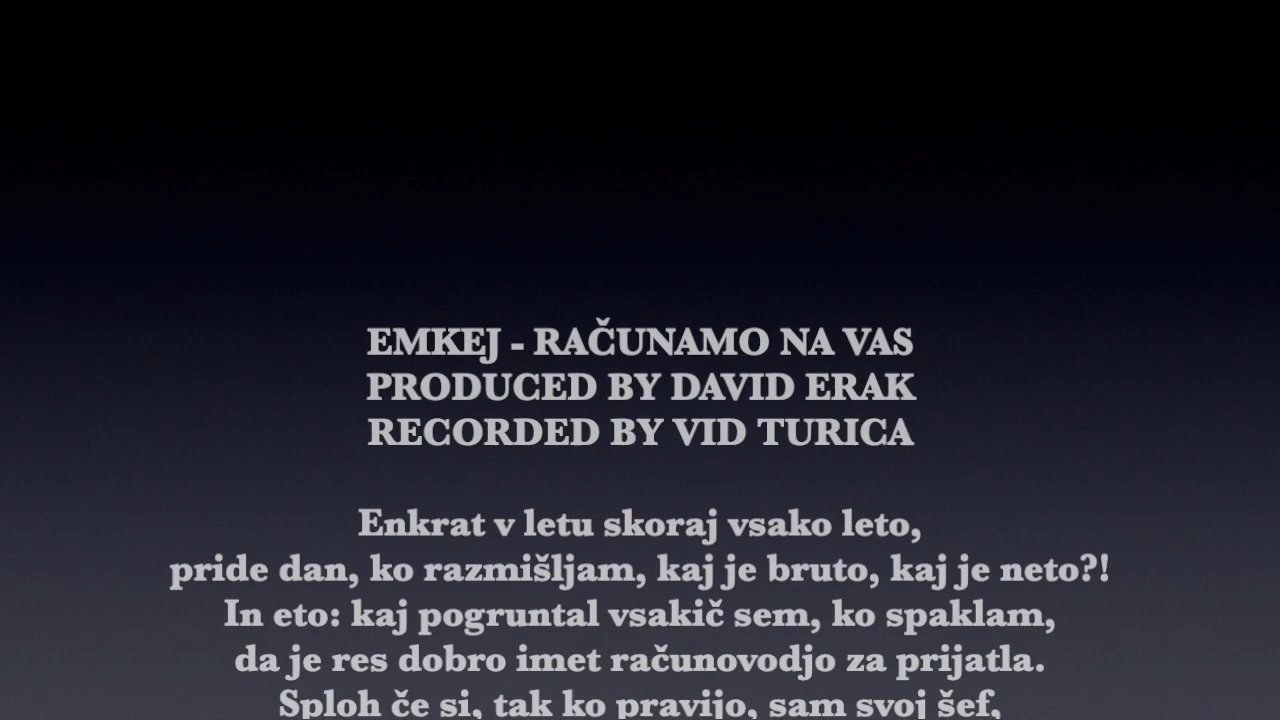 EMKEJ - RAČUNAMO NA VAS
PRODUCED BY DAVID ERAK
RECORDED BY VID TURICA
Enkrat v letu skoraj vsako leto,
pride dan, ko razmišljam, kaj je bruto, kaj je neto?!
In eto: kaj pogruntal vsakič sem, ko spaklam,
da je res dobro imet računovodjo za prijatla.
Sploh če si, tak ko pravijo, sam svoj šef,